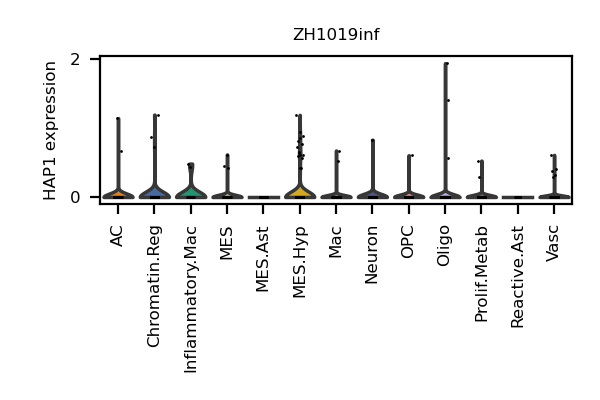 ZH1019inf
HAP1 expression
2
0
AC
Chromatin.Reg
Inflammatory.Mac
MES
MES.Ast
MES.Hyp
Mac
Neuron
OPC
Oligo
Prolif.Metab
Reactive.Ast
Vasc